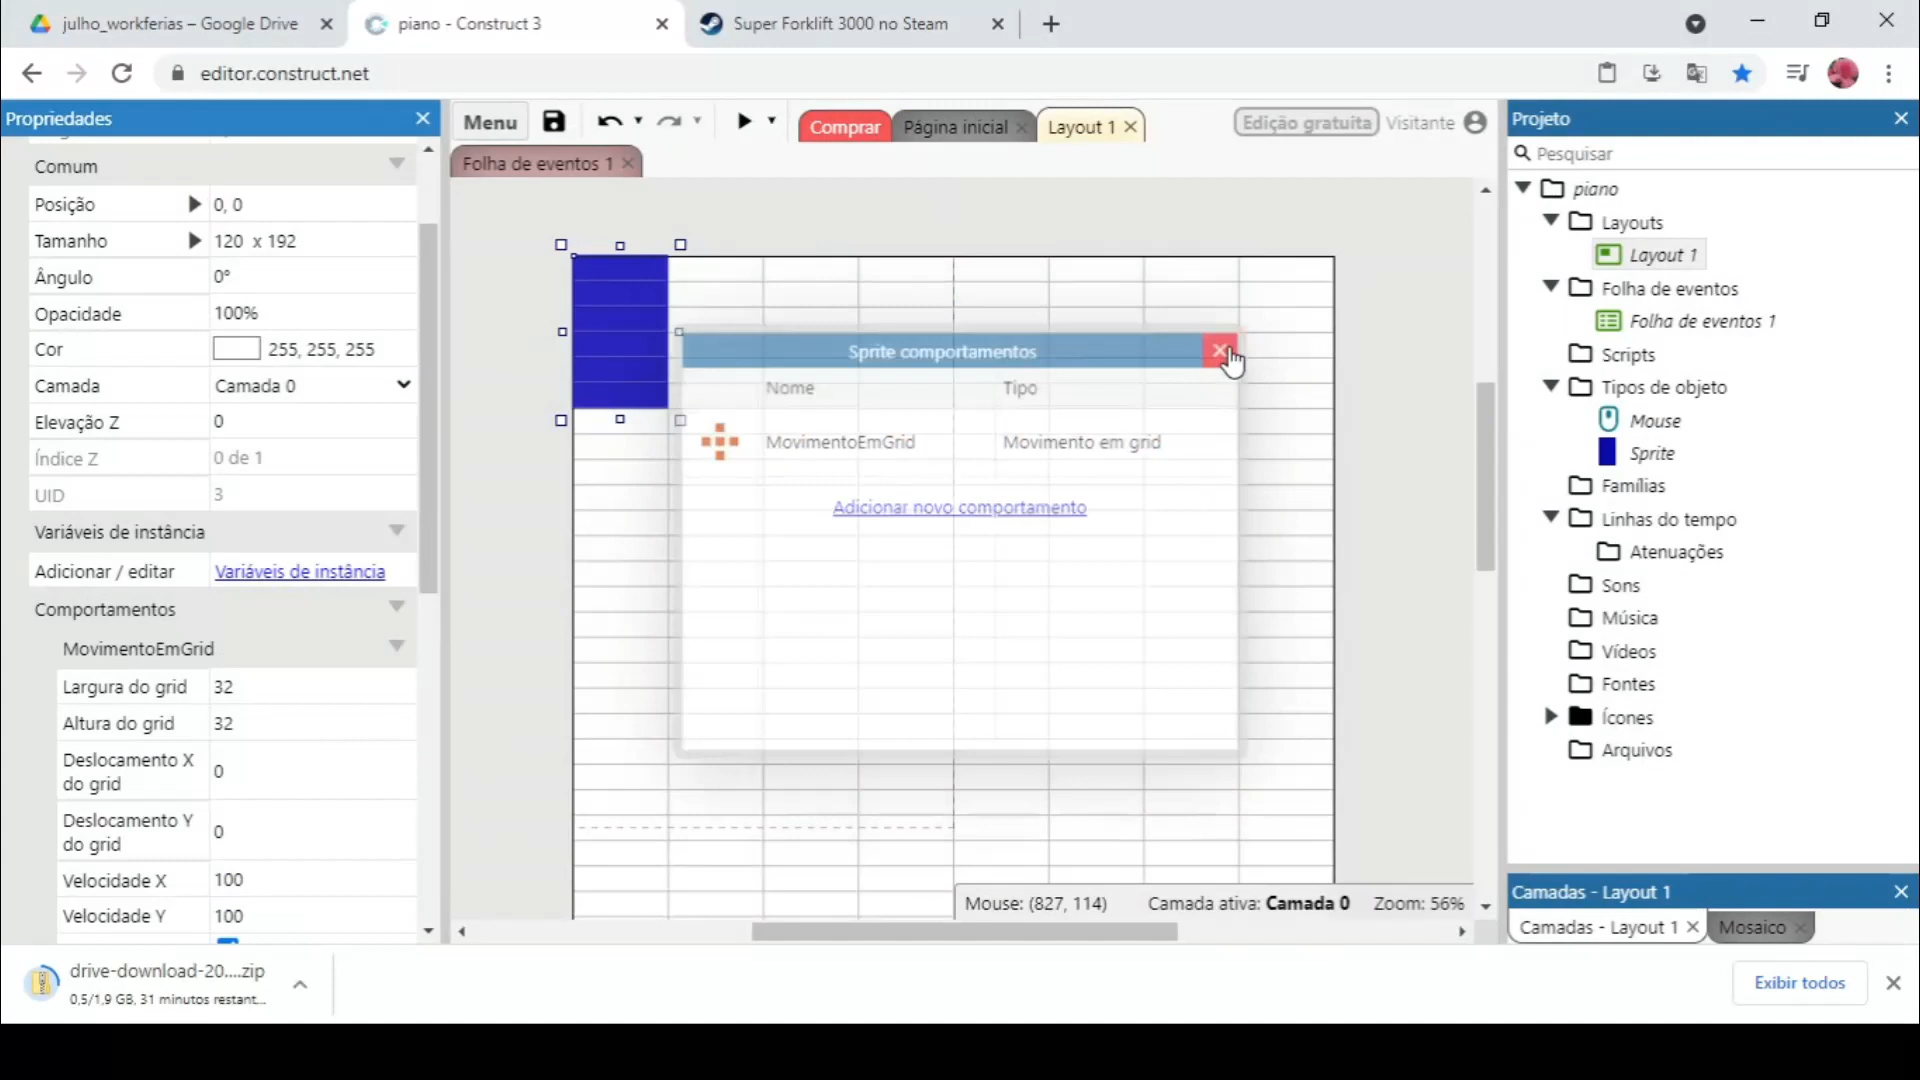 julho_workferias – Google Drive
piano - Construct 3
Super Forklift 3000 no Steam
editor.construct.net
Propriedades
Menu
Comprar
Página inicial
Layout 1
Edição gratuita
Visitante
Folha de eventos 1
Comum
Posição 0, 0
Tamanho 120 x 192
Ângulo 0°
Opacidade 100%
Cor 255, 255, 255
Camada Camada 0
Elevação Z 0
Índice Z 0 de 1
UID 3
Variáveis de instância
Adicionar / editar Variáveis de instância
Comportamentos
MovimentoEmGrid
Largura do grid 32
Altura do grid 32
Deslocamento X
do grid 0
Deslocamento Y
do grid 0
Velocidade X 100
Velocidade Y 100
Sprite comportamentos
Nome Tipo
MovimentoEmGrid Movimento em grid
Adicionar novo comportamento
Mouse: (827, 114) Camada ativa: Camada 0 Zoom: 56%
Projeto
Pesquisar
piano
Layouts
Layout 1
Folha de eventos
Folha de eventos 1
Scripts
Tipos de objeto
Mouse
Sprite
Famílias
Linhas do tempo
Atenuações
Sons
Música
Vídeos
Fontes
Ícones
Arquivos
Camadas - Layout 1
Camadas - Layout 1
Mosaico
drive-download-20....zip
0,5/1,9 GB, 31 minutos restant...
Exibir todos